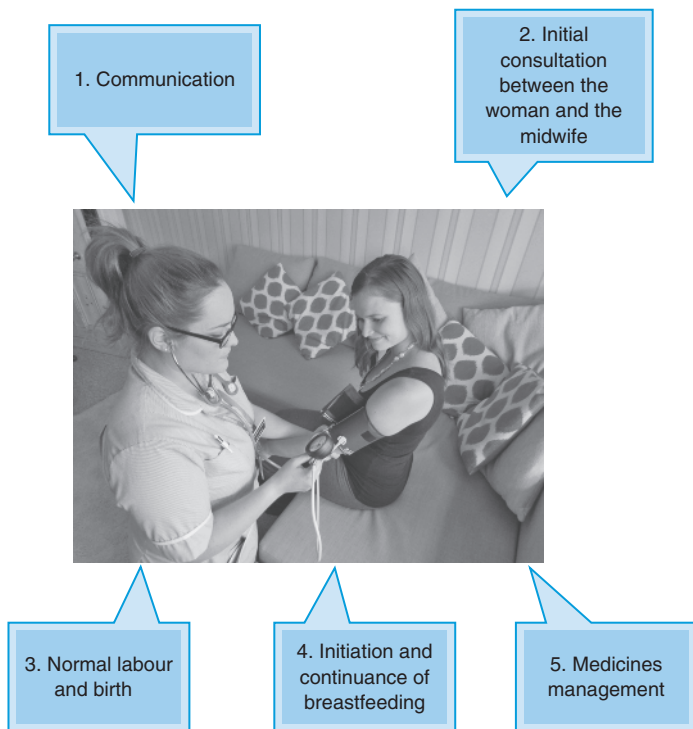 1. Communication
2. Initial
consultation
between the
woman and the
midwife
3. Normal labour
and birth
4. Initiation and
continuance of
breastfeeding
5. Medicines
management